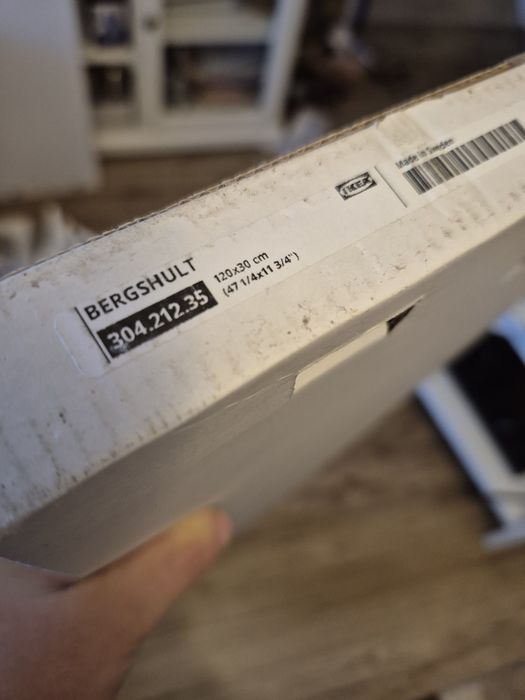 BERGSHULT
304.212.35
120x30 cm
(47 1/4x11 3/4")
IKEA
Made in Sweden